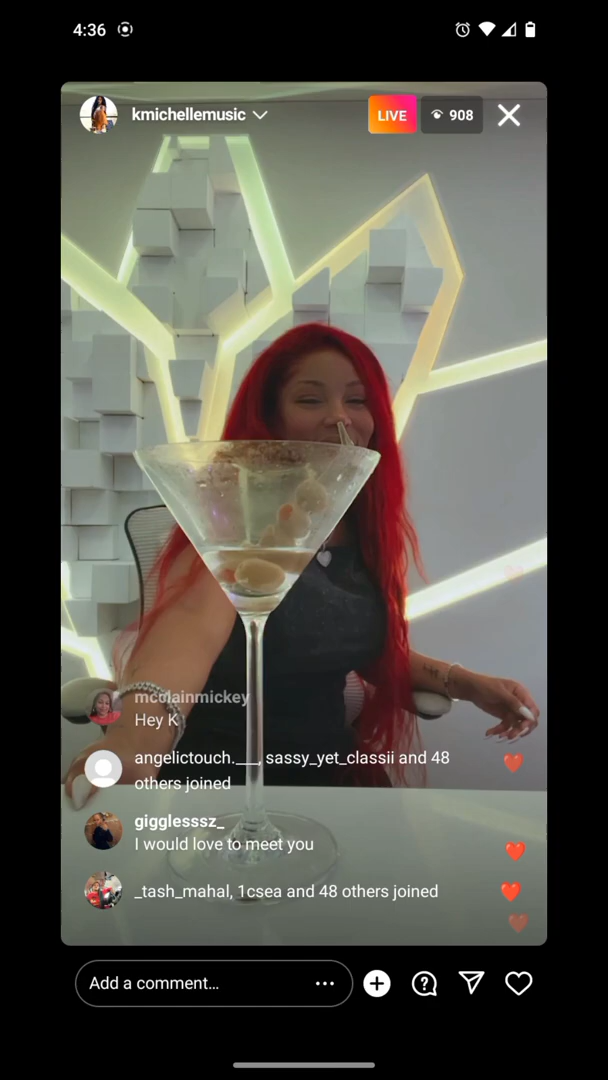 4:36
kmichellemusic
LIVE
908
mcclainmickey
Hey K
angelictouch.___, sassy_yet_classii and 48
others joined
gigglesssz_
I would love to meet you
_tash_mahal, 1csea and 48 others joined
Add a comment...